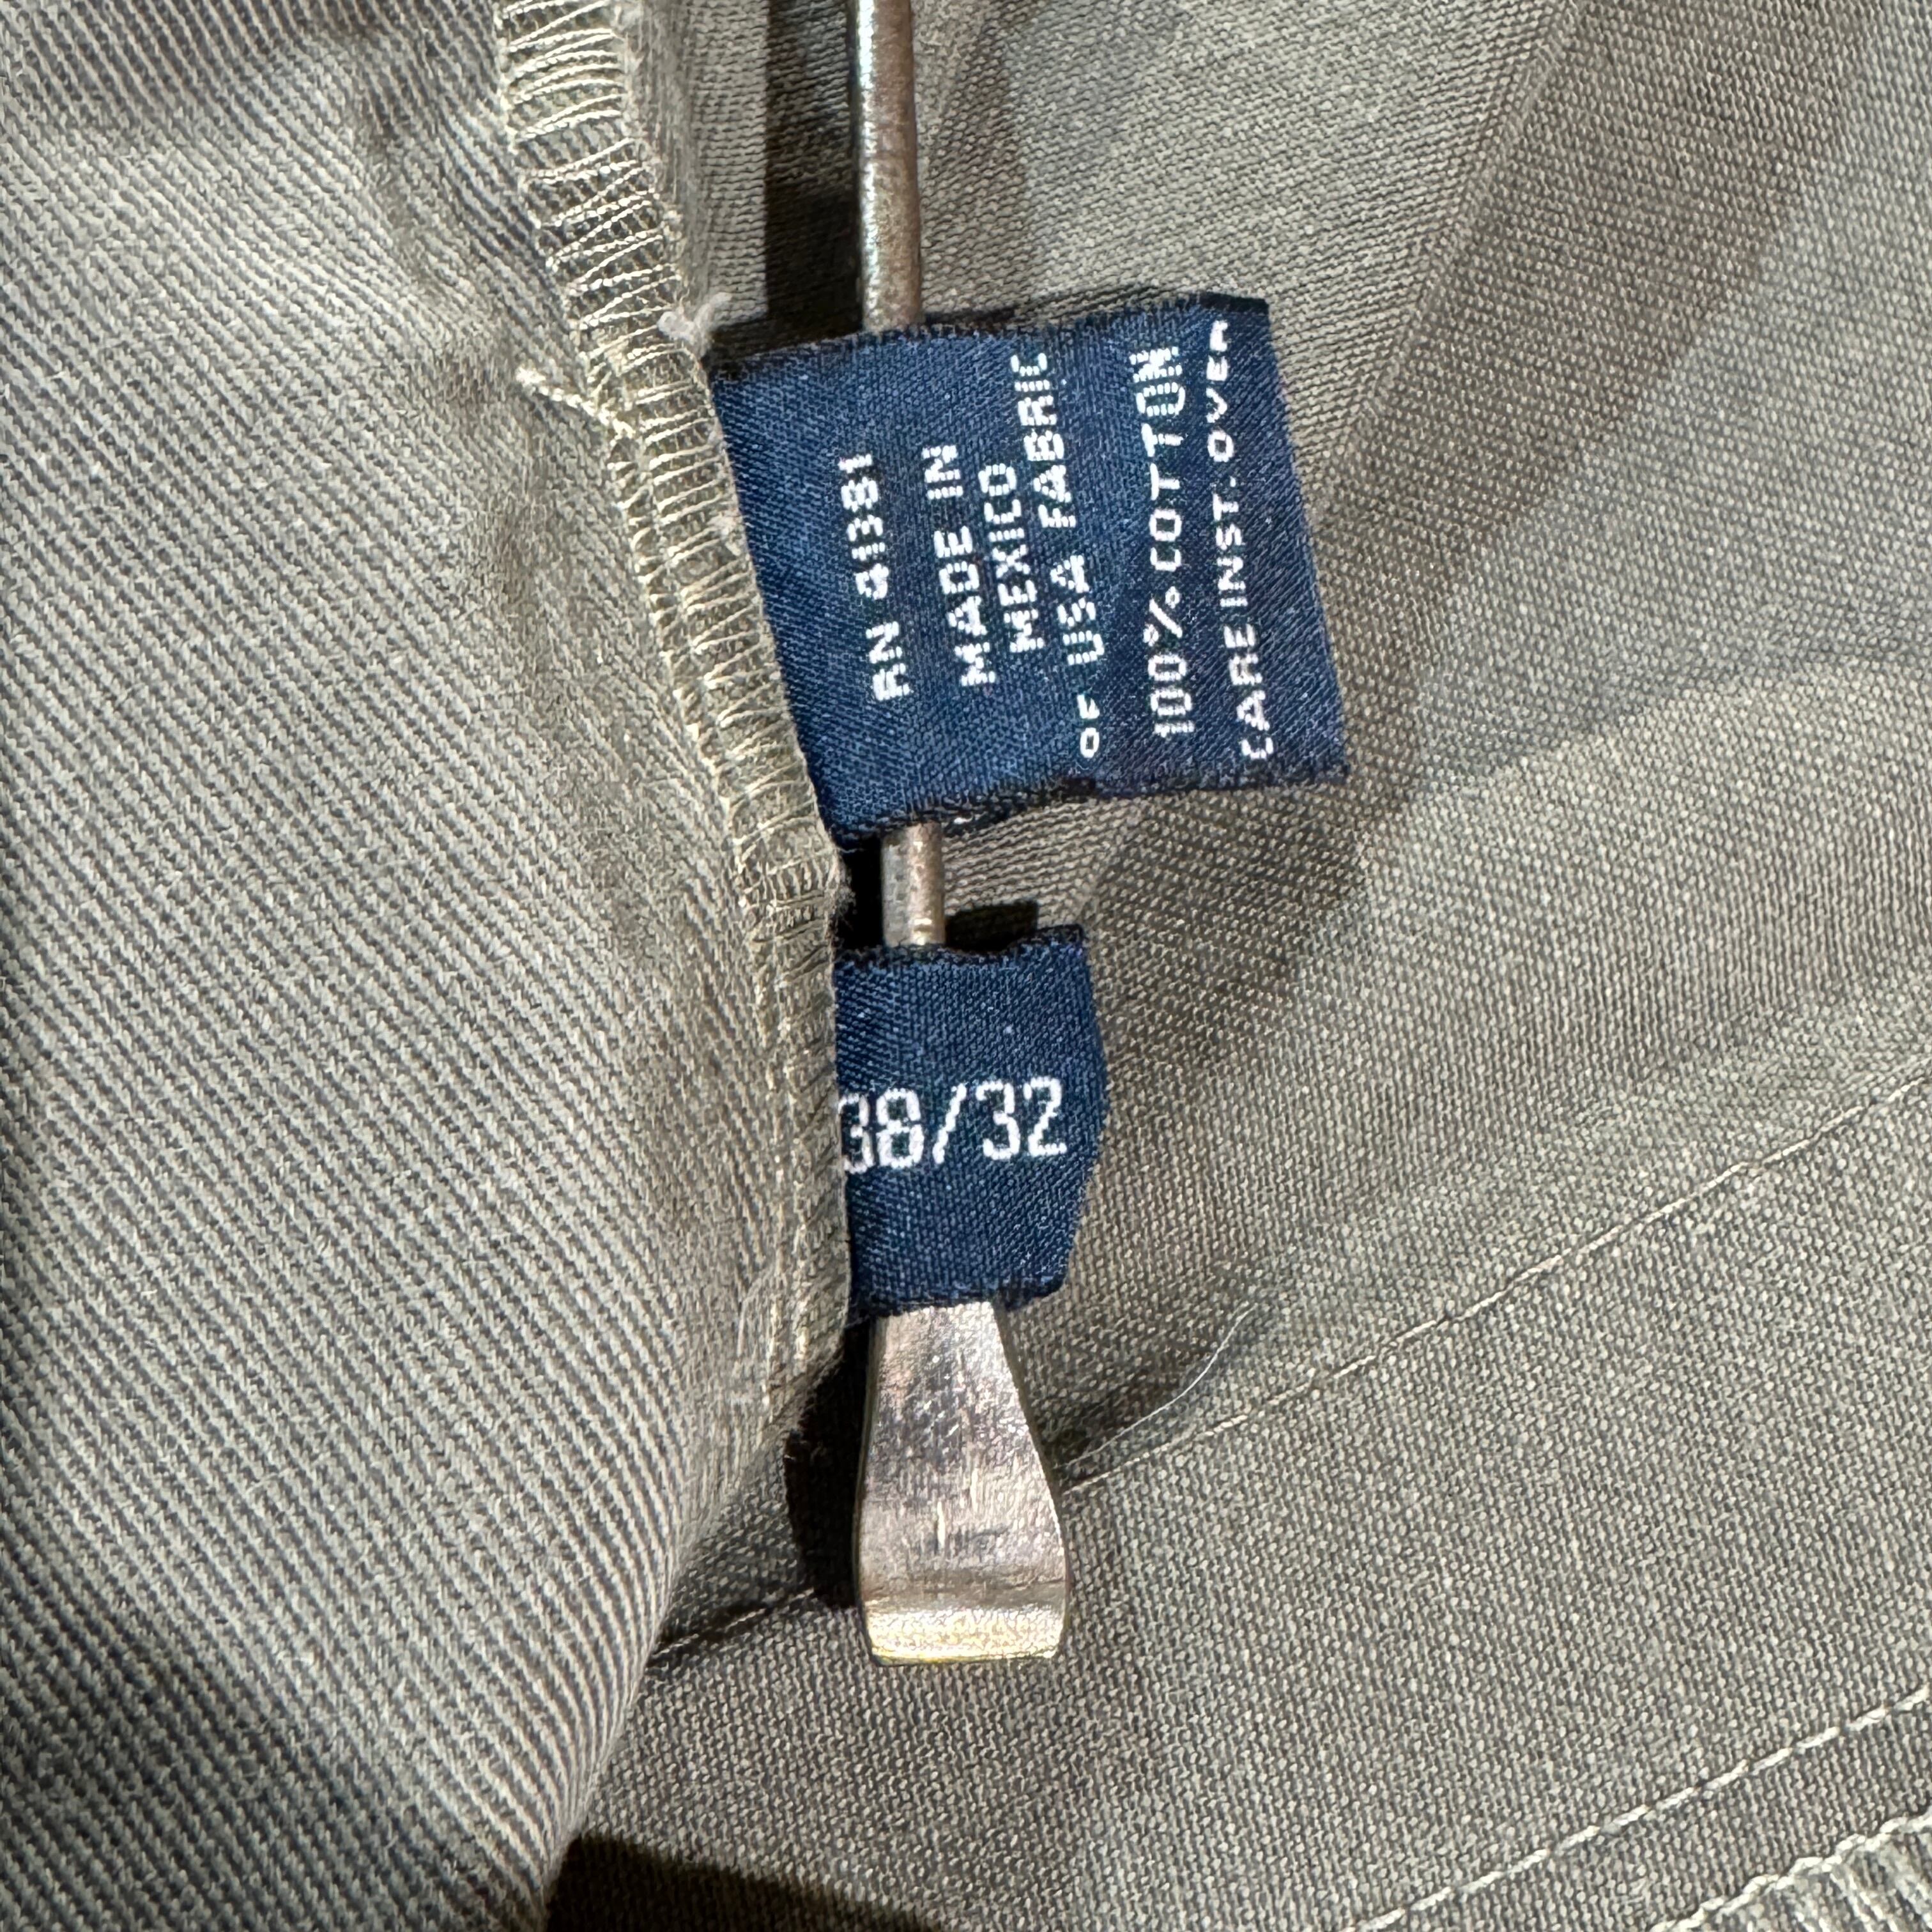 RN 41381
MADE IN
MEXICO
OF USA FABRIC
100% COTTON
CARE INST: OVER
38/32